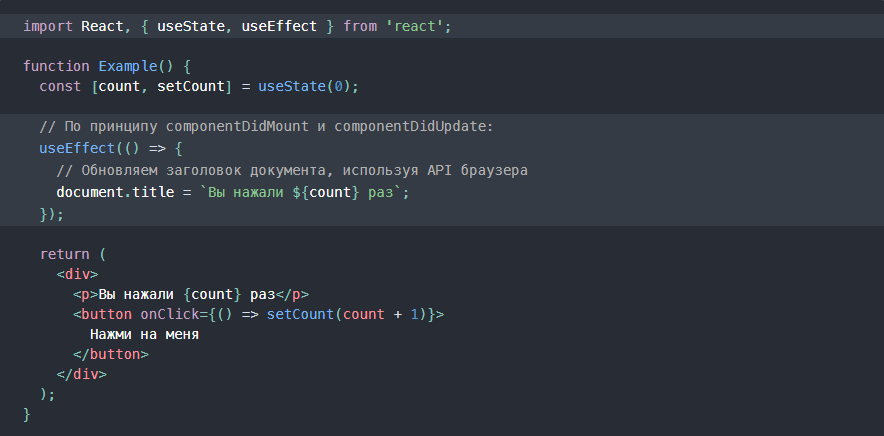 import React, { useState, useEffect } from 'react';
function Example() {
const [count, setCount] = useState(0);
// По принципу componentDidMount и componentDidUpdate:
useEffect(() => {
// Обновляем заголовок документа, используя API браузера
document.title = `Вы нажали ${count} раз`;
});
return (
<div>
<p>Вы нажали {count} раз</p>
<button onClick={() => setCount(count + 1)}>
Нажми на меня
</button>
</div>
);
}